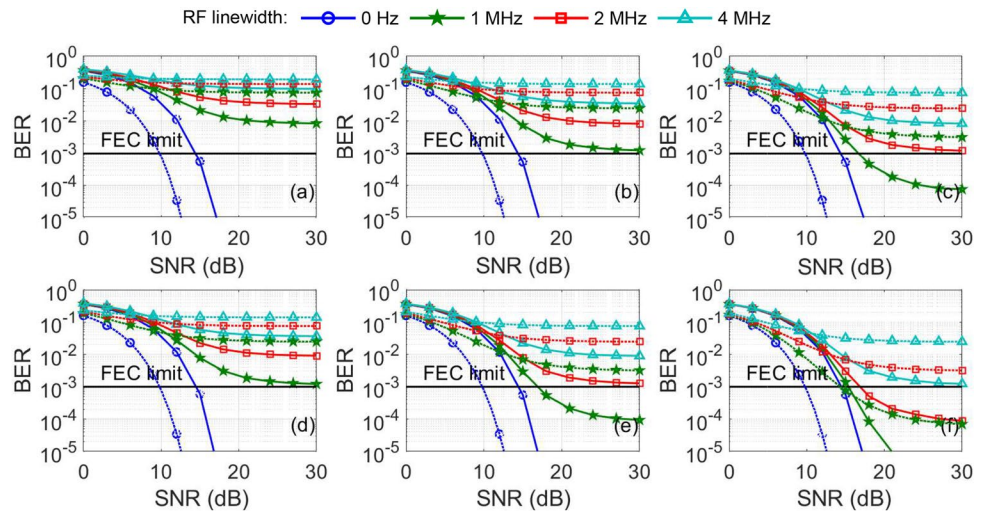 RF linewidth: 0 Hz 1 MHz 2 MHz 4 MHz
10^0 10^0 10^0
10^-1 10^-1 10^-1
10^-2 10^-2 10^-2
10^-3 10^-3 10^-3
10^-4 10^-4 10^-4
10^-5 10^-5 10^-5
BER BER BER
FEC limit FEC limit FEC limit
(a) (b) (c)
0 10 20 30 0 10 20 30 0 10 20 30
SNR (dB) SNR (dB) SNR (dB)
10^0 10^0 10^0
10^-1 10^-1 10^-1
10^-2 10^-2 10^-2
10^-3 10^-3 10^-3
10^-4 10^-4 10^-4
10^-5 10^-5 10^-5
BER BER BER
FEC limit FEC limit FEC limit
(d) (e) (f)
0 10 20 30 0 10 20 30 0 10 20 30
SNR (dB) SNR (dB) SNR (dB)